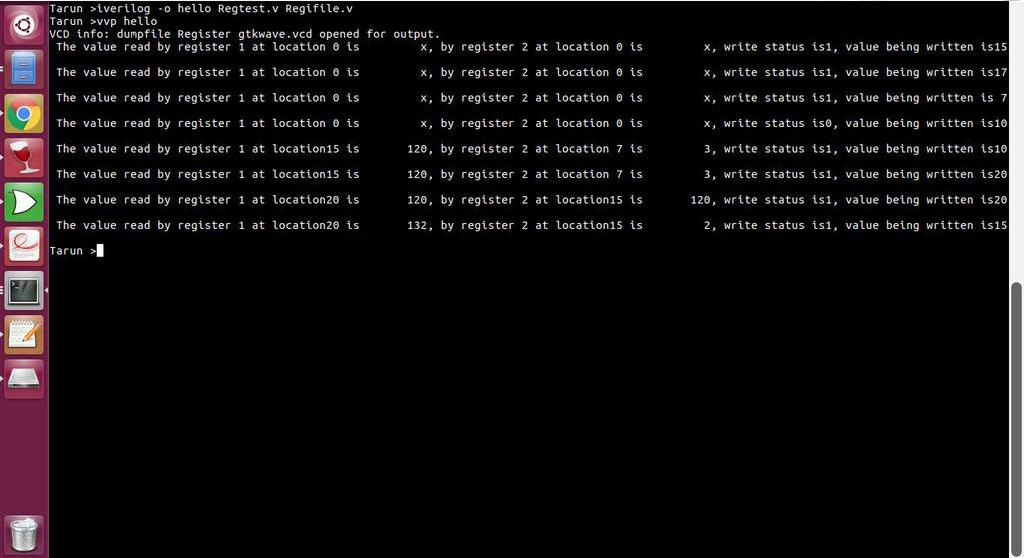 Tarun >iverilog -o hello Regtest.v Regifile.v
Tarun >vvp hello
VCD info: dumpfile Register gtkwave.vcd opened for output.
The value read by register 1 at location 0 is          x, by register 2 at location 0 is          x, write status is1, value being written is15
The value read by register 1 at location 0 is          x, by register 2 at location 0 is          x, write status is1, value being written is17
The value read by register 1 at location 0 is          x, by register 2 at location 0 is          x, write status is1, value being written is 7
The value read by register 1 at location 0 is          x, by register 2 at location 0 is          x, write status is0, value being written is10
The value read by register 1 at location15 is        120, by register 2 at location 7 is          3, write status is1, value being written is10
The value read by register 1 at location15 is        120, by register 2 at location 7 is          3, write status is1, value being written is20
The value read by register 1 at location20 is        120, by register 2 at location15 is        120, write status is1, value being written is20
The value read by register 1 at location20 is        132, by register 2 at location15 is          2, write status is1, value being written is15
Tarun >